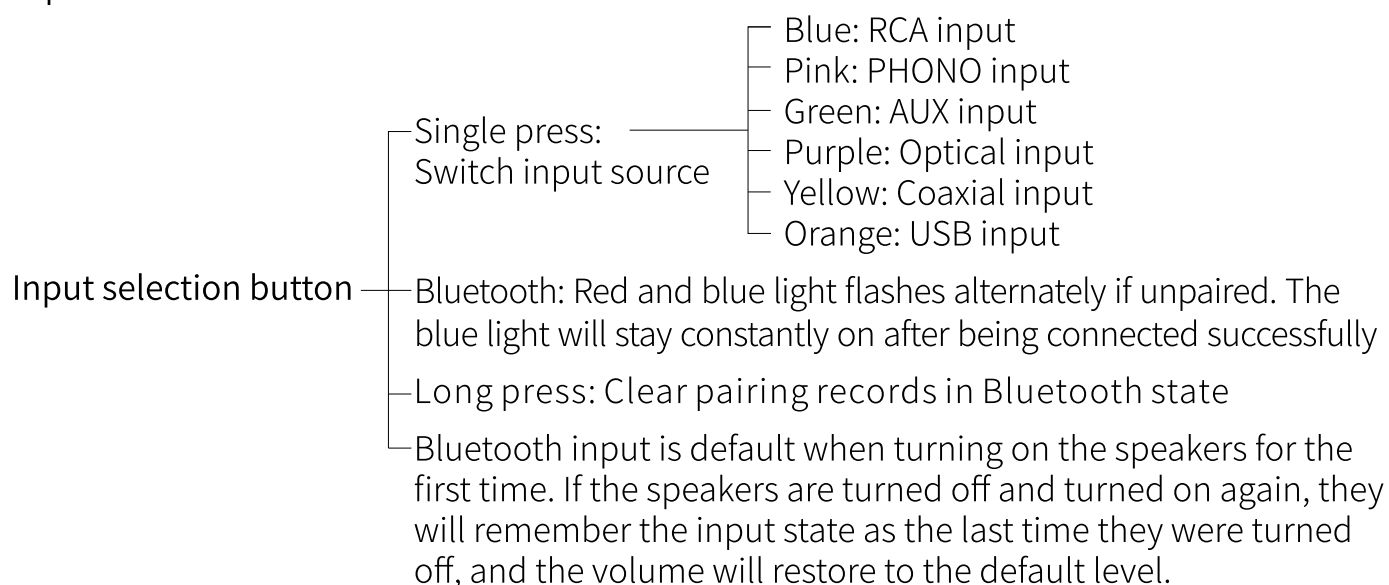 Blue: RCA input
Pink: PHONO input
Green: AUX input
Purple: Optical input
Yellow: Coaxial input
Orange: USB input
Single press:
Switch input source
Input selection button
Bluetooth: Red and blue light flashes alternately if unpaired. The
blue light will stay constantly on after being connected successfully
Long press: Clear pairing records in Bluetooth state
Bluetooth input is default when turning on the speakers for the
first time. If the speakers are turned off and turned on again, they
will remember the input state as the last time they were turned
off, and the volume will restore to the default level.